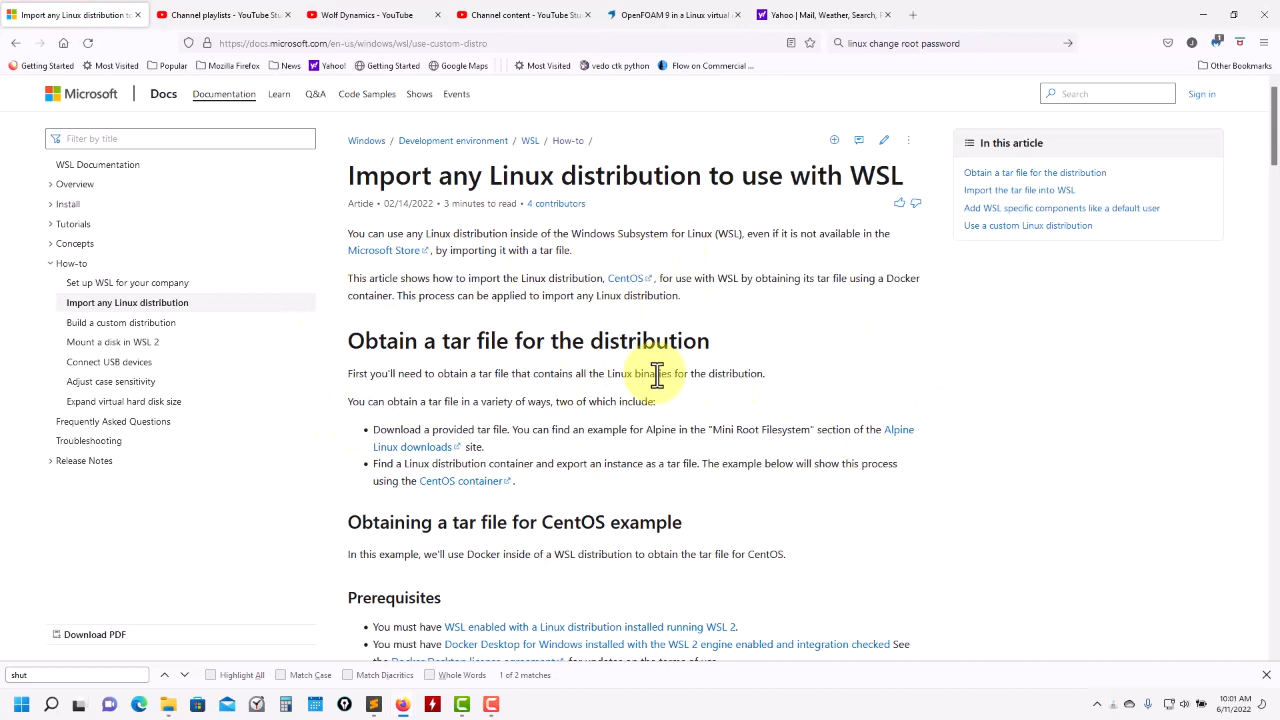 Import any Linux distribution to
Channel playlists - YouTube Stu
Wolf Dynamics - YouTube
Channel content - YouTube Stu
OpenFOAM 9 in a Linux virtual
Yahoo | Mail, Weather, Search,
https://docs.microsoft.com/en-us/windows/wsl/use-custom-distro
linux change root password
Getting Started
Most Visited
Popular
Mozilla Firefox
News
Yahoo!
Getting Started
Google Maps
Most Visited
vedo ctk python
Flow on Commercial ...
Other Bookmarks
Microsoft
Docs
Documentation
Learn
Q&A
Code Samples
Shows
Events
Search
Sign in
Filter by title
WSL Documentation
Overview
Install
Tutorials
Concepts
How-to
Set up WSL for your company
Import any Linux distribution
Build a custom distribution
Mount a disk in WSL 2
Connect USB devices
Adjust case sensitivity
Expand virtual hard disk size
Frequently Asked Questions
Troubleshooting
Release Notes
Download PDF
Windows / Development environment / WSL / How-to /
Import any Linux distribution to use with WSL
Article • 02/14/2022 • 3 minutes to read • 4 contributors
You can use any Linux distribution inside of the Windows Subsystem for Linux (WSL), even if it is not available in the
Microsoft Store, by importing it with a tar file.
This article shows how to import the Linux distribution, CentOS, for use with WSL by obtaining its tar file using a Docker
container. This process can be applied to import any Linux distribution.
Obtain a tar file for the distribution
First you'll need to obtain a tar file that contains all the Linux binaries for the distribution.
You can obtain a tar file in a variety of ways, two of which include:
• Download a provided tar file. You can find an example for Alpine in the "Mini Root Filesystem" section of the Alpine
Linux downloads site.
• Find a Linux distribution container and export an instance as a tar file. The example below will show this process
using the CentOS container.
Obtaining a tar file for CentOS example
In this example, we'll use Docker inside of a WSL distribution to obtain the tar file for CentOS.
Prerequisites
• You must have WSL enabled with a Linux distribution installed running WSL 2.
• You must have Docker Desktop for Windows installed with the WSL 2 engine enabled and integration checked See
the Docker Desktop license agreement for updates on the terms of use.
In this article
Obtain a tar file for the distribution
Import the tar file into WSL
Add WSL specific components like a default user
Use a custom Linux distribution
shut
Highlight All
Match Case
Match Diacritics
Whole Words
1 of 2 matches
10:01 AM
6/11/2022